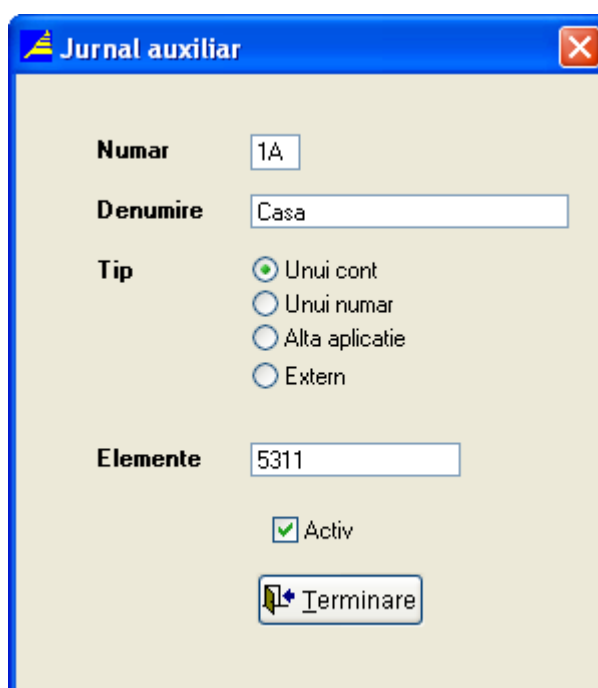 Jurnal auxiliar
Numar 1A
Denumire Casa
Tip Unui cont
Unui numar
Alta aplicatie
Extern
Elemente 5311
Activ
Terminare